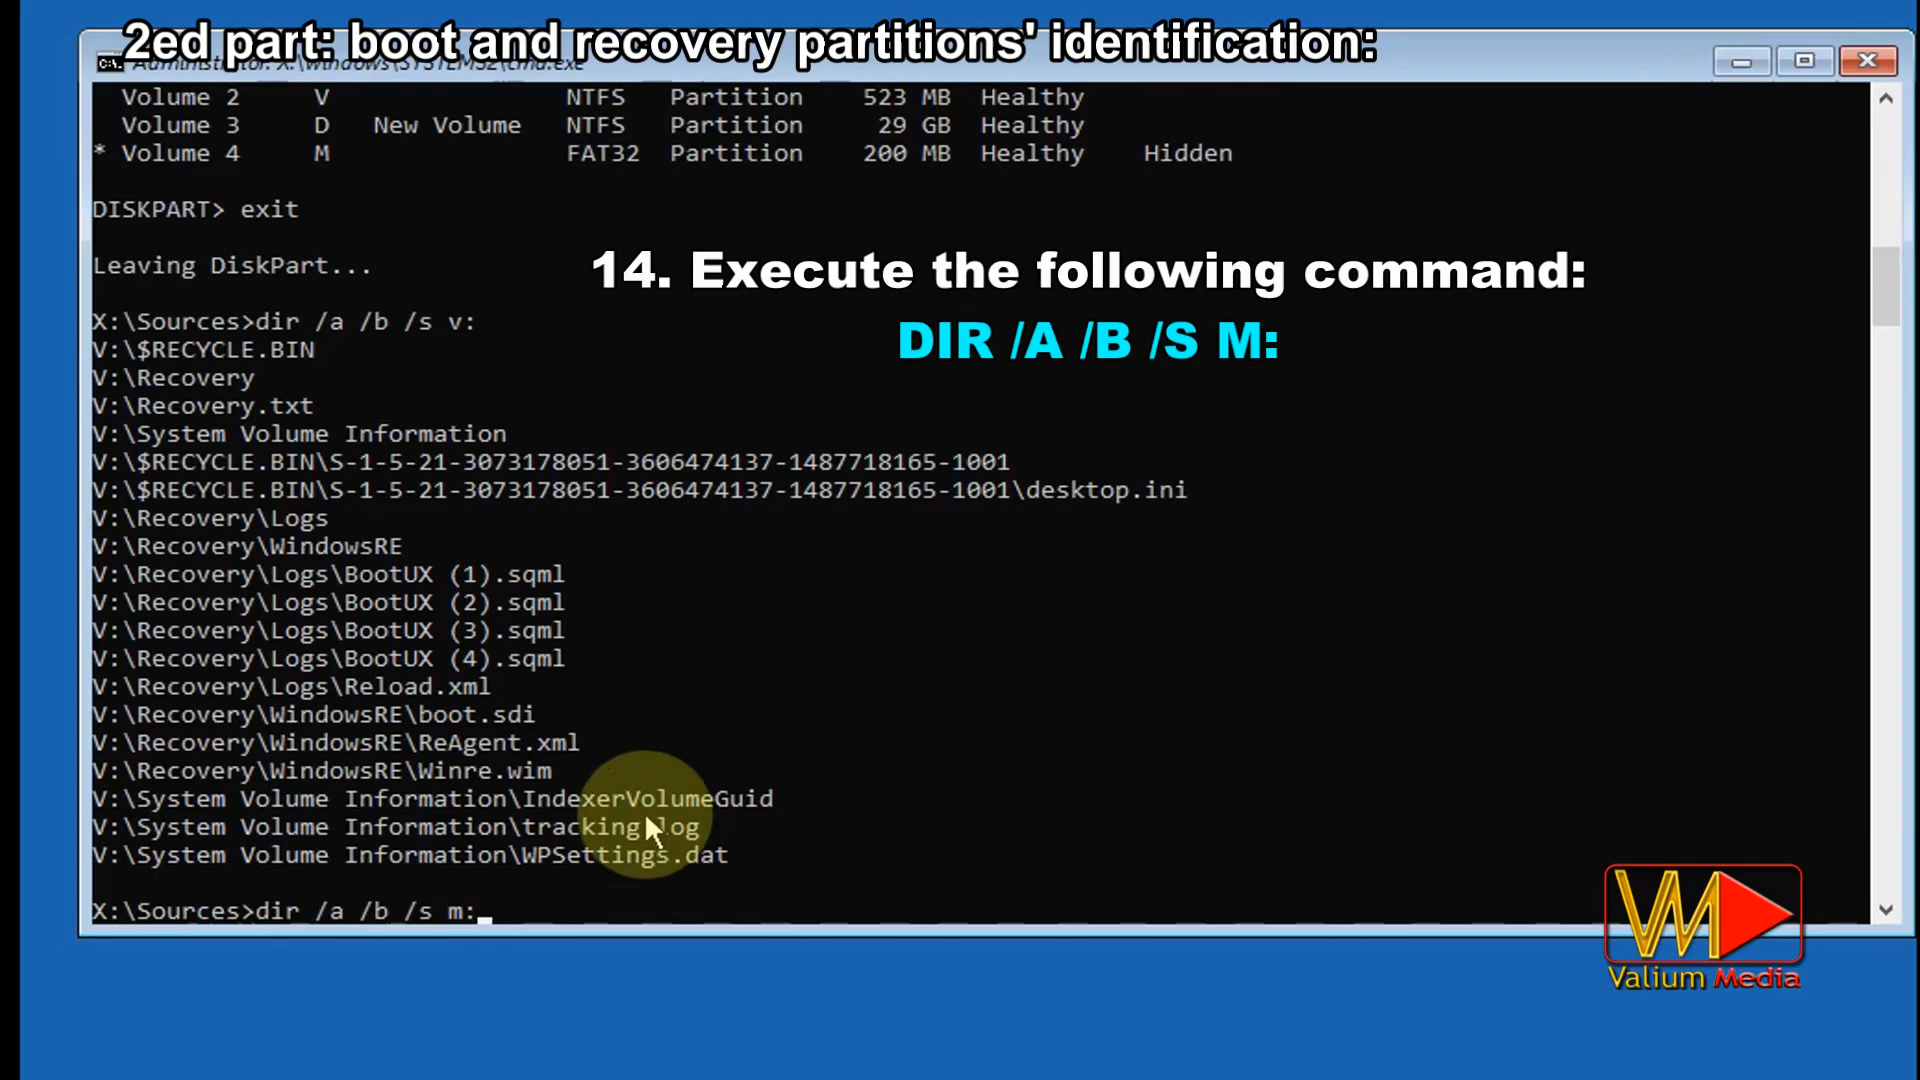 2ed part: boot and recovery partitions' identification:
Administrator: X:\windows\SYSTEM32\cmd.exe
Volume 2 V NTFS Partition 523 MB Healthy
Volume 3 D New Volume NTFS Partition 29 GB Healthy
* Volume 4 M FAT32 Partition 200 MB Healthy Hidden
DISKPART> exit
Leaving DiskPart...
14. Execute the following command:
DIR /A /B /S M:
X:\Sources>dir /a /b /s v:
V:\$RECYCLE.BIN
V:\Recovery
V:\Recovery.txt
V:\System Volume Information
V:\$RECYCLE.BIN\S-1-5-21-3073178051-3606474137-1487718165-1001
V:\$RECYCLE.BIN\S-1-5-21-3073178051-3606474137-1487718165-1001\desktop.ini
V:\Recovery\Logs
V:\Recovery\WindowsRE
V:\Recovery\Logs\BootUX (1).sqml
V:\Recovery\Logs\BootUX (2).sqml
V:\Recovery\Logs\BootUX (3).sqml
V:\Recovery\Logs\BootUX (4).sqml
V:\Recovery\Logs\Reload.xml
V:\Recovery\WindowsRE\boot.sdi
V:\Recovery\WindowsRE\ReAgent.xml
V:\Recovery\WindowsRE\Winre.wim
V:\System Volume Information\IndexerVolumeGuid
V:\System Volume Information\tracking.log
V:\System Volume Information\WPSettings.dat
X:\Sources>dir /a /b /s m:
VM
Valium Media